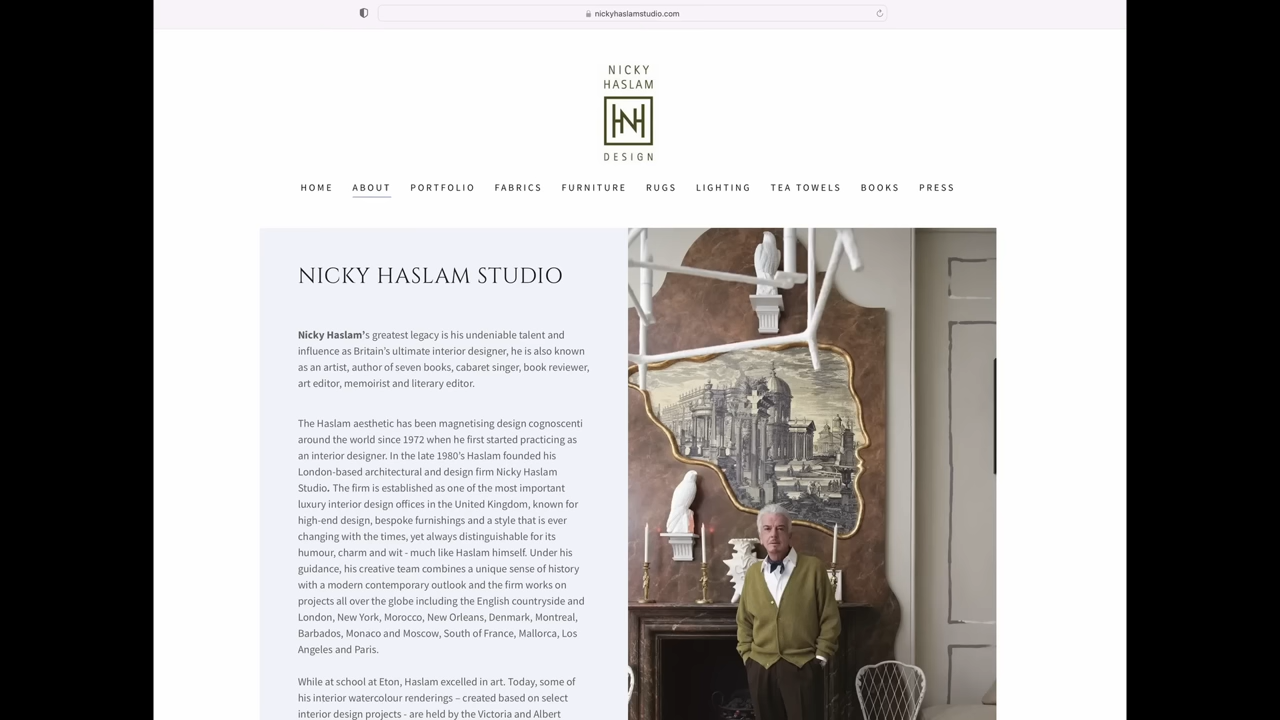 nickyhaslamstudio.com
NICKY
HASLAM
HNH
DESIGN
HOME ABOUT PORTFOLIO FABRICS FURNITURE RUGS LIGHTING TEA TOWELS BOOKS PRESS
NICKY HASLAM STUDIO
Nicky Haslam's greatest legacy is his undeniable talent and
influence as Britain's ultimate interior designer, he is also known
as an artist, author of seven books, cabaret singer, book reviewer,
art editor, memoirist and literary editor.
The Haslam aesthetic has been magnetising design cognoscenti
around the world since 1972 when he first started practicing as
an interior designer. In the late 1980's Haslam founded his
London-based architectural and design firm Nicky Haslam
Studio. The firm is established as one of the most important
luxury interior design offices in the United Kingdom, known for
high-end design, bespoke furnishings and a style that is ever
changing with the times, yet always distinguishable for its
humour, charm and wit - much like Haslam himself. Under his
guidance, his creative team combines a unique sense of history
with a modern contemporary outlook and the firm works on
projects all over the globe including the English countryside and
London, New York, Morocco, New Orleans, Denmark, Montreal,
Barbados, Monaco and Moscow, South of France, Mallorca, Los
Angeles and Paris.
While at school at Eton, Haslam excelled in art. Today, some of
his interior watercolour renderings – created based on select
interior design projects - are held by the Victoria and Albert